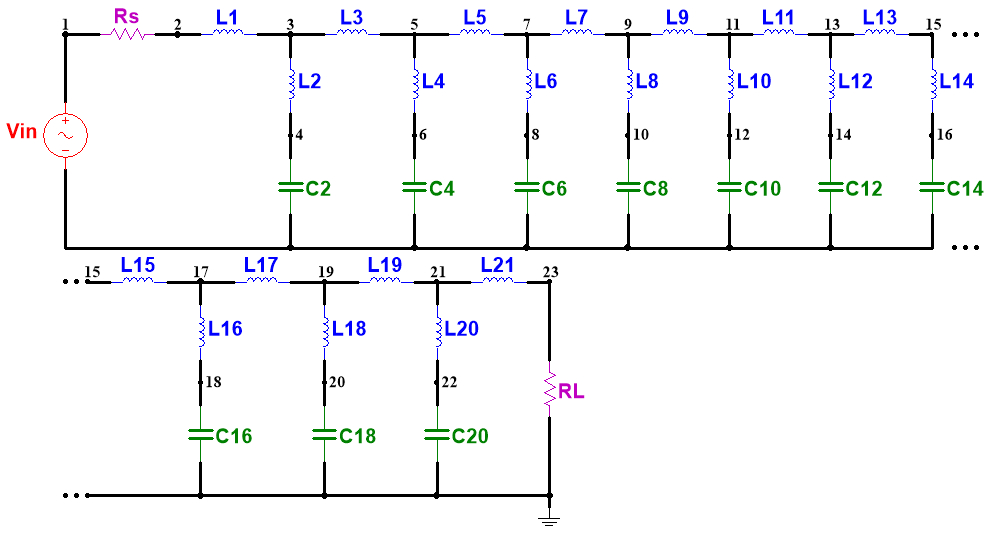 1 Rs 2 L1 3 L3 5 L5 7 L7 9 L9 11 L11 13 L13 15
L2 L4 L6 L8 L10 L12 L14
Vin + − 4 6 8 10 12 14 16
C2 C4 C6 C8 C10 C12 C14
15 L15 17 L17 19 L19 21 L21 23
L16 L18 L20
18 20 22 RL
C16 C18 C20